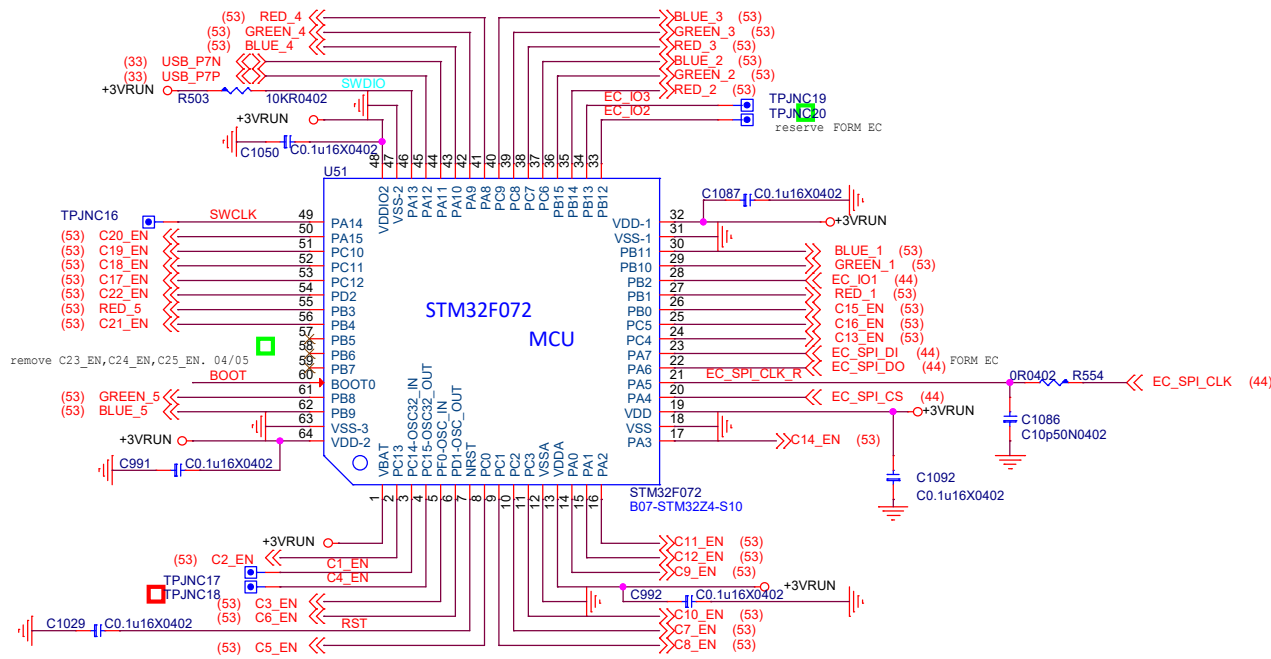 (53) RED_4
(53) GREEN_4
(53) BLUE_4
(33) USB_P7N
(33) USB_P7P
+3VRUN
R503
10KR0402
SWDIO
+3VRUN
C1050
C0.1u16X0402
BLUE_3 (53)
GREEN_3 (53)
RED_3 (53)
BLUE_2 (53)
GREEN_2 (53)
RED_2 (53)
EC_IO3
EC_IO2
TPJNC19
TPJNC20
reserve FORM EC
48 47 46 45 44 43 42 41 40 39 38 37 36 35 34 33
U51
VDDIO2 VSS-2 PA13 PA12 PA11 PA10 PA9 PA8 PC9 PC8 PC7 PC6 PB15 PB14 PB13 PB12
TPJNC16 SWCLK 49 PA14
(53) C20_EN 50 PA15
(53) C19_EN 51 PC10
(53) C18_EN 52 PC11
(53) C17_EN 53 PC12
(53) C22_EN 54 PD2
(53) RED_5 55 PB3
(53) C21_EN 56 PB4
57 PB5
58 PB6
59 PB7
remove C23_EN,C24_EN,C25_EN. 04/05
BOOT 60 BOOT0
(53) GREEN_5 61 PB8
(53) BLUE_5 62 PB9
63 VSS-3
+3VRUN 64 VDD-2
C991 C0.1u16X0402
STM32F072
MCU
C1087 C0.1u16X0402
VDD-1 32 +3VRUN
VSS-1 31
PB11 30 BLUE_1 (53)
PB10 29 GREEN_1 (53)
PB2 28 EC_IO1 (44)
PB1 27 RED_1 (53)
PB0 26 C15_EN (53)
PC5 25 C16_EN (53)
PC4 24 C13_EN (53)
PA7 23 EC_SPI_DI (44)
PA6 22 EC_SPI_DO (44)
FORM EC
PA5 21 EC_SPI_CLK_R 0R0402 R554 EC_SPI_CLK (44)
PA4 20 EC_SPI_CS (44)
VDD 19 +3VRUN
VSS 18
PA3 17 C14_EN (53)
C1086
C10p50N0402
C1092
C0.1u16X0402
VBAT PC13 PC14-OSC32_IN PC15-OSC32_OUT PF0-OSC_IN PD1-OSC_OUT NRST PC0 PC1 PC2 PC3 VSSA VDDA PA0 PA1 PA2
STM32F072
B07-STM32Z4-S10
1 2 3 4 5 6 7 8 9 10 11 12 13 14 15 16
+3VRUN
(53) C2_EN
C1_EN
C4_EN
TPJNC17
TPJNC18
(53) C3_EN
(53) C6_EN
C1029 C0.1u16X0402 RST
(53) C5_EN
C11_EN (53)
C12_EN (53)
C9_EN (53)
+3VRUN
C992 C0.1u16X0402
C10_EN (53)
C7_EN (53)
C8_EN (53)